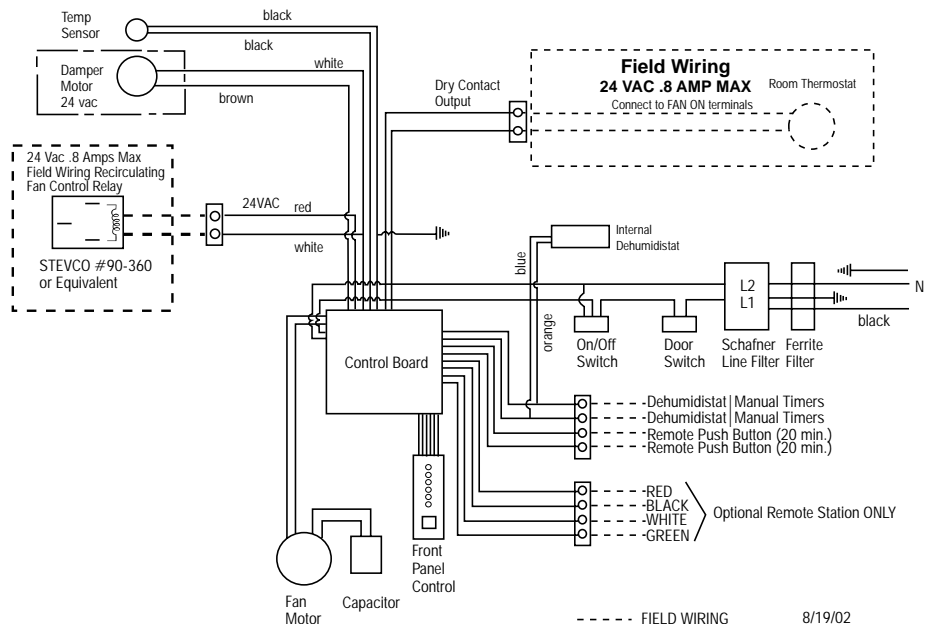 Temp
Sensor
black
black
Damper
Motor
24 vac
white
brown
Dry Contact
Output
Field Wiring
24 VAC .8 AMP MAX
Connect to FAN ON terminals
Room Thermostat
24 Vac .8 Amps Max
Field Wiring Recirculating
Fan Control Relay
STEVCO #90-360
or Equivalent
24VAC
red
white
Internal
Dehumidistat
blue
orange
L2
L1
N
black
On/Off
Switch
Door
Switch
Schafner
Line Filter
Ferrite
Filter
Control Board
Dehumidistat|Manual Timers
Dehumidistat|Manual Timers
Remote Push Button (20 min.)
Remote Push Button (20 min.)
RED
BLACK
WHITE
GREEN
Optional Remote Station ONLY
Front
Panel
Control
Fan
Motor
Capacitor
FIELD WIRING
8/19/02